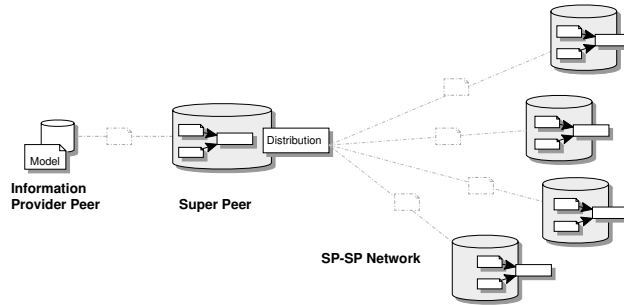 Model
Distribution
Information
Provider Peer
Super Peer
SP-SP Network